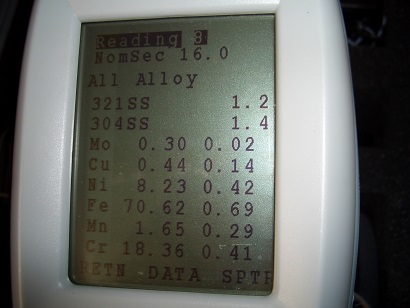 Reading 8
NomSec 16.0
All Alloy
321SS 1.2
304SS 1.4
Mo 0.30 0.02
Cu 0.44 0.14
Ni 8.23 0.42
Fe 70.62 0.69
Mn 1.65 0.29
Cr 18.36 0.41
RETN DATA SPTR